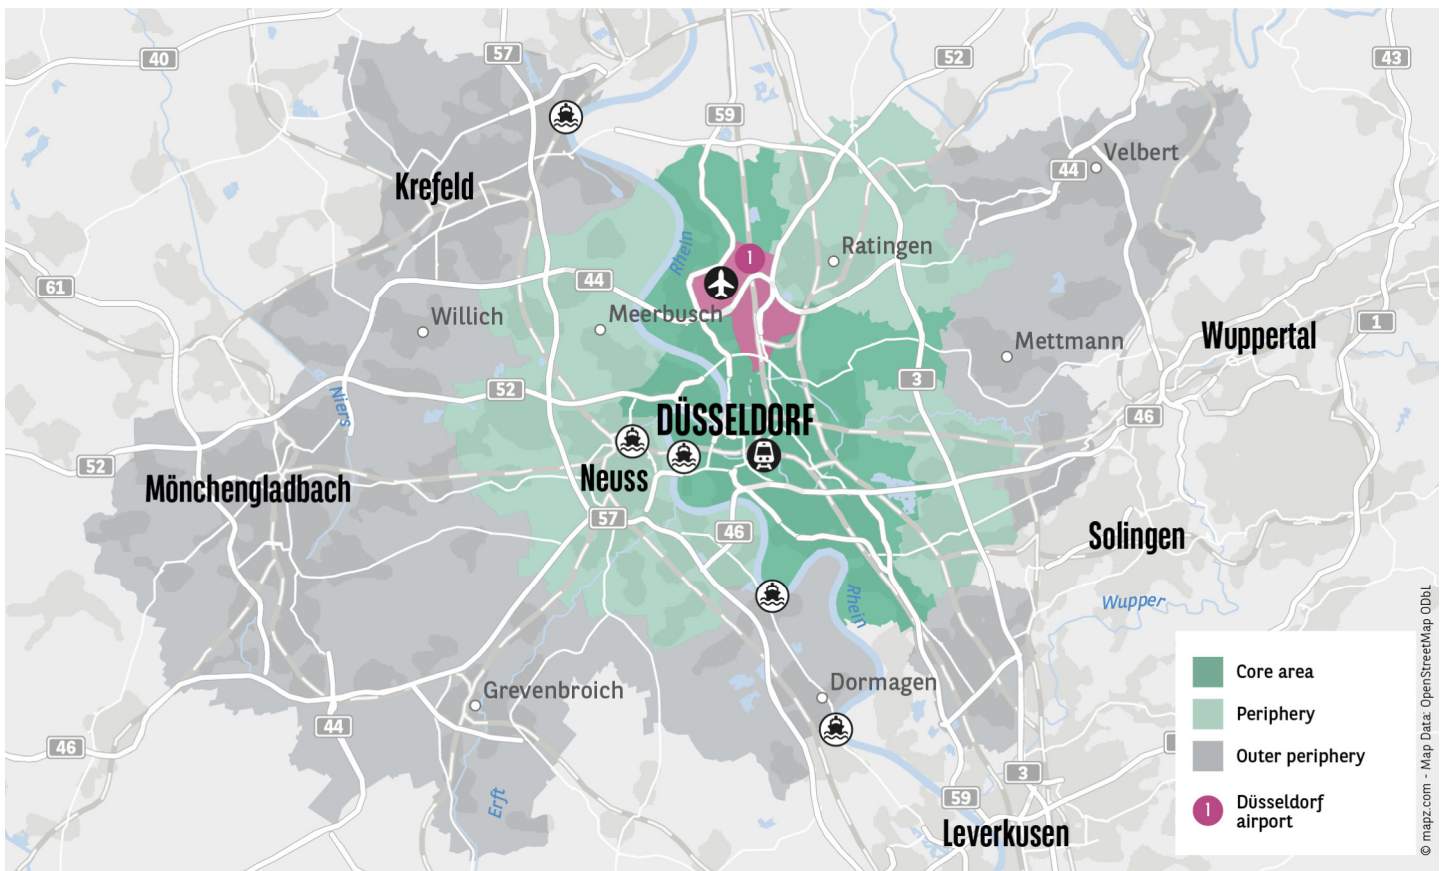 40
57
52
43
59
Velbert
44
Krefeld
Rhein
1
Ratingen
61
44
Willich
Meerbusch
1
Wuppertal
Mettmann
3
52
Niers
DÜSSELDORF
46
52
Neuss
Mönchengladbach
57
46
Solingen
Rhein
Wupper
Grevenbroich
Dormagen
44
46
3
59
Erft
Leverkusen
Core area
Periphery
Outer periphery
1
Düsseldorf
airport
© mapz.com - Map Data: OpenStreetMap ODbL